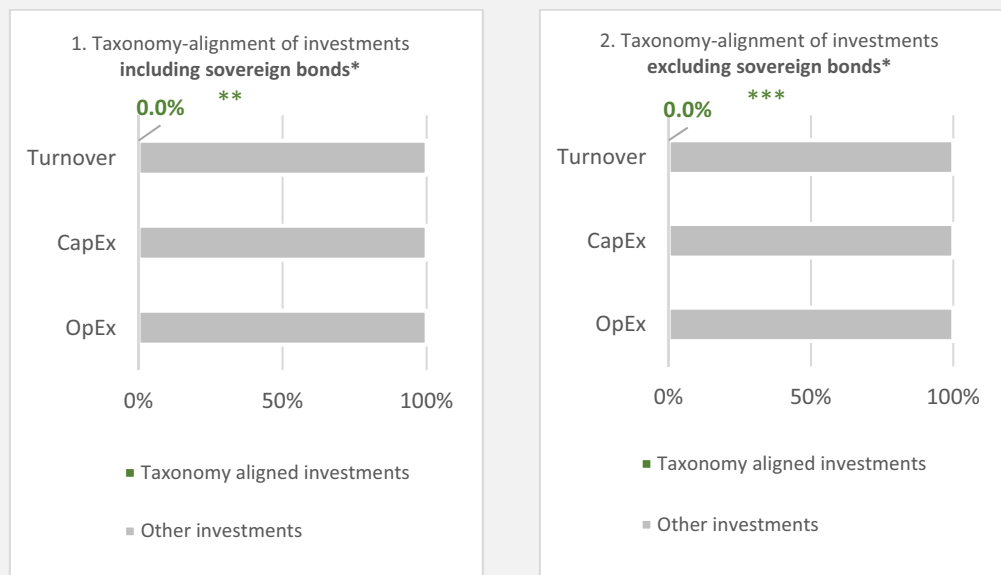 1. Taxonomy-alignment of investments
including sovereign bonds*
**
0.0%
Turnover
CapEx
OpEx
0%
50%
100%
Taxonomy aligned investments
Other investments
2. Taxonomy-alignment of investments
excluding sovereign bonds*
***
0.0%
Turnover
CapEx
OpEx
0%
50%
100%
Taxonomy aligned investments
Other investments